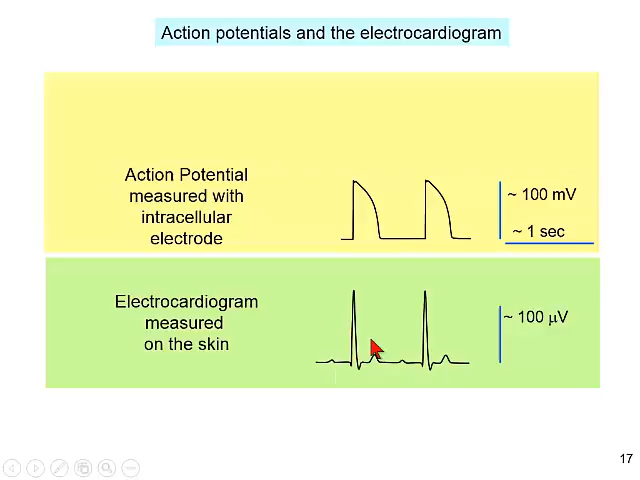 Action potentials and the electrocardiogram
Action Potential
measured with
intracellular
electrode
~ 100 mV
~ 1 sec
Electrocardiogram
measured
on the skin
~ 100 μV
17